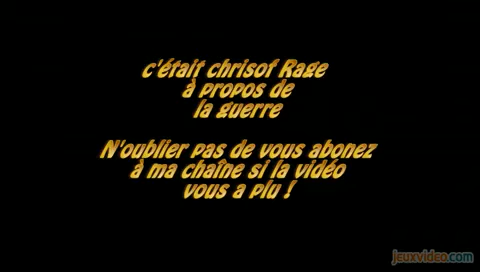 c'était chrisof Rage
à propos de
la guerre
N'oublier pas de vous abonez
à ma chaîne si la vidéo
vous a plu !
jeuxvideo.com